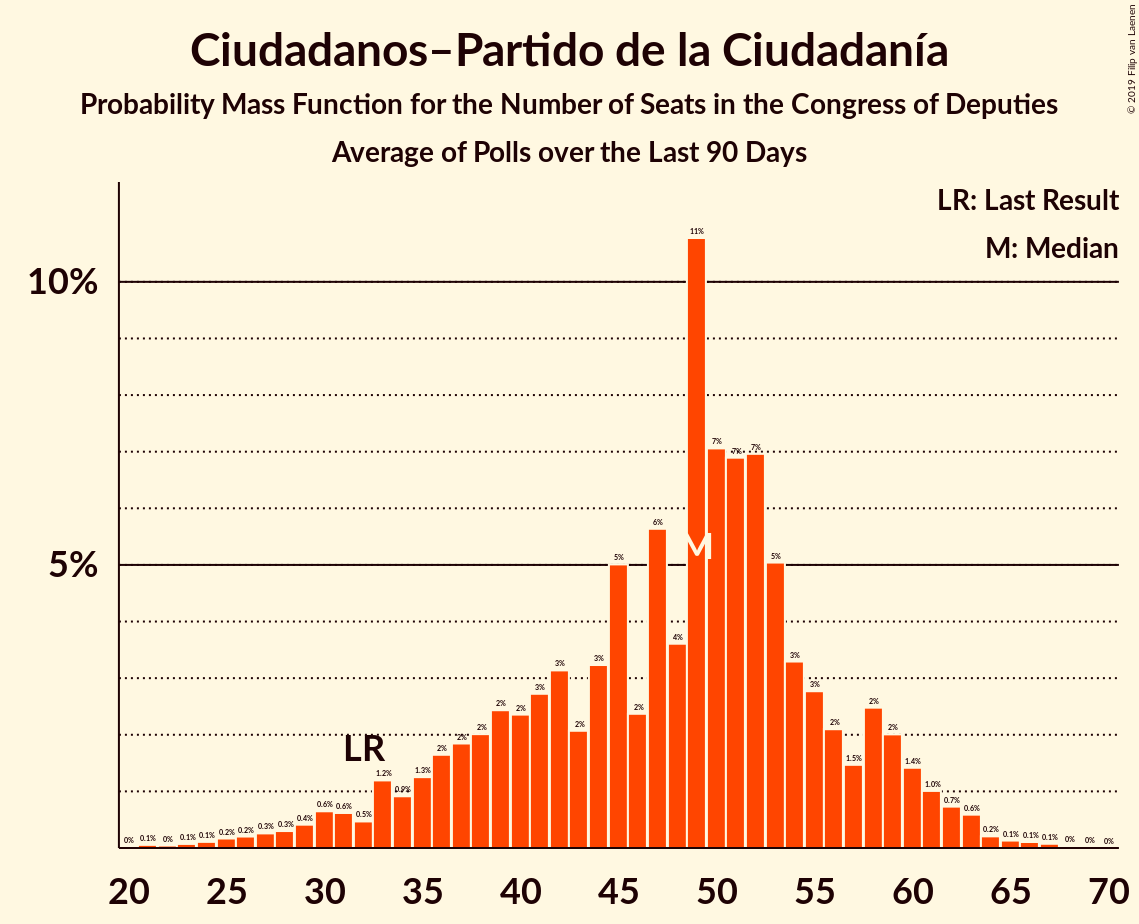 Ciudadanos–Partido de la Ciudadanía
Probability Mass Function for the Number of Seats in the Congress of Deputies
Average of Polls over the Last 90 Days
© 2019 Filip van Laenen
LR: Last Result
M: Median
10%
5%
LR
M
0% 0.1% 0% 0.1% 0.1% 0.2% 0.2% 0.3% 0.3% 0.4% 0.6% 0.6% 0.5% 1.2% 0.9% 1.3% 2% 2% 2% 2% 2% 3% 3% 2% 3% 5% 2% 6% 4% 11% 7% 7% 7% 5% 3% 3% 2% 1.5% 2% 2% 1.4% 1.0% 0.7% 0.6% 0.2% 0.1% 0.1% 0.1% 0% 0% 0%
20 25 30 35 40 45 50 55 60 65 70